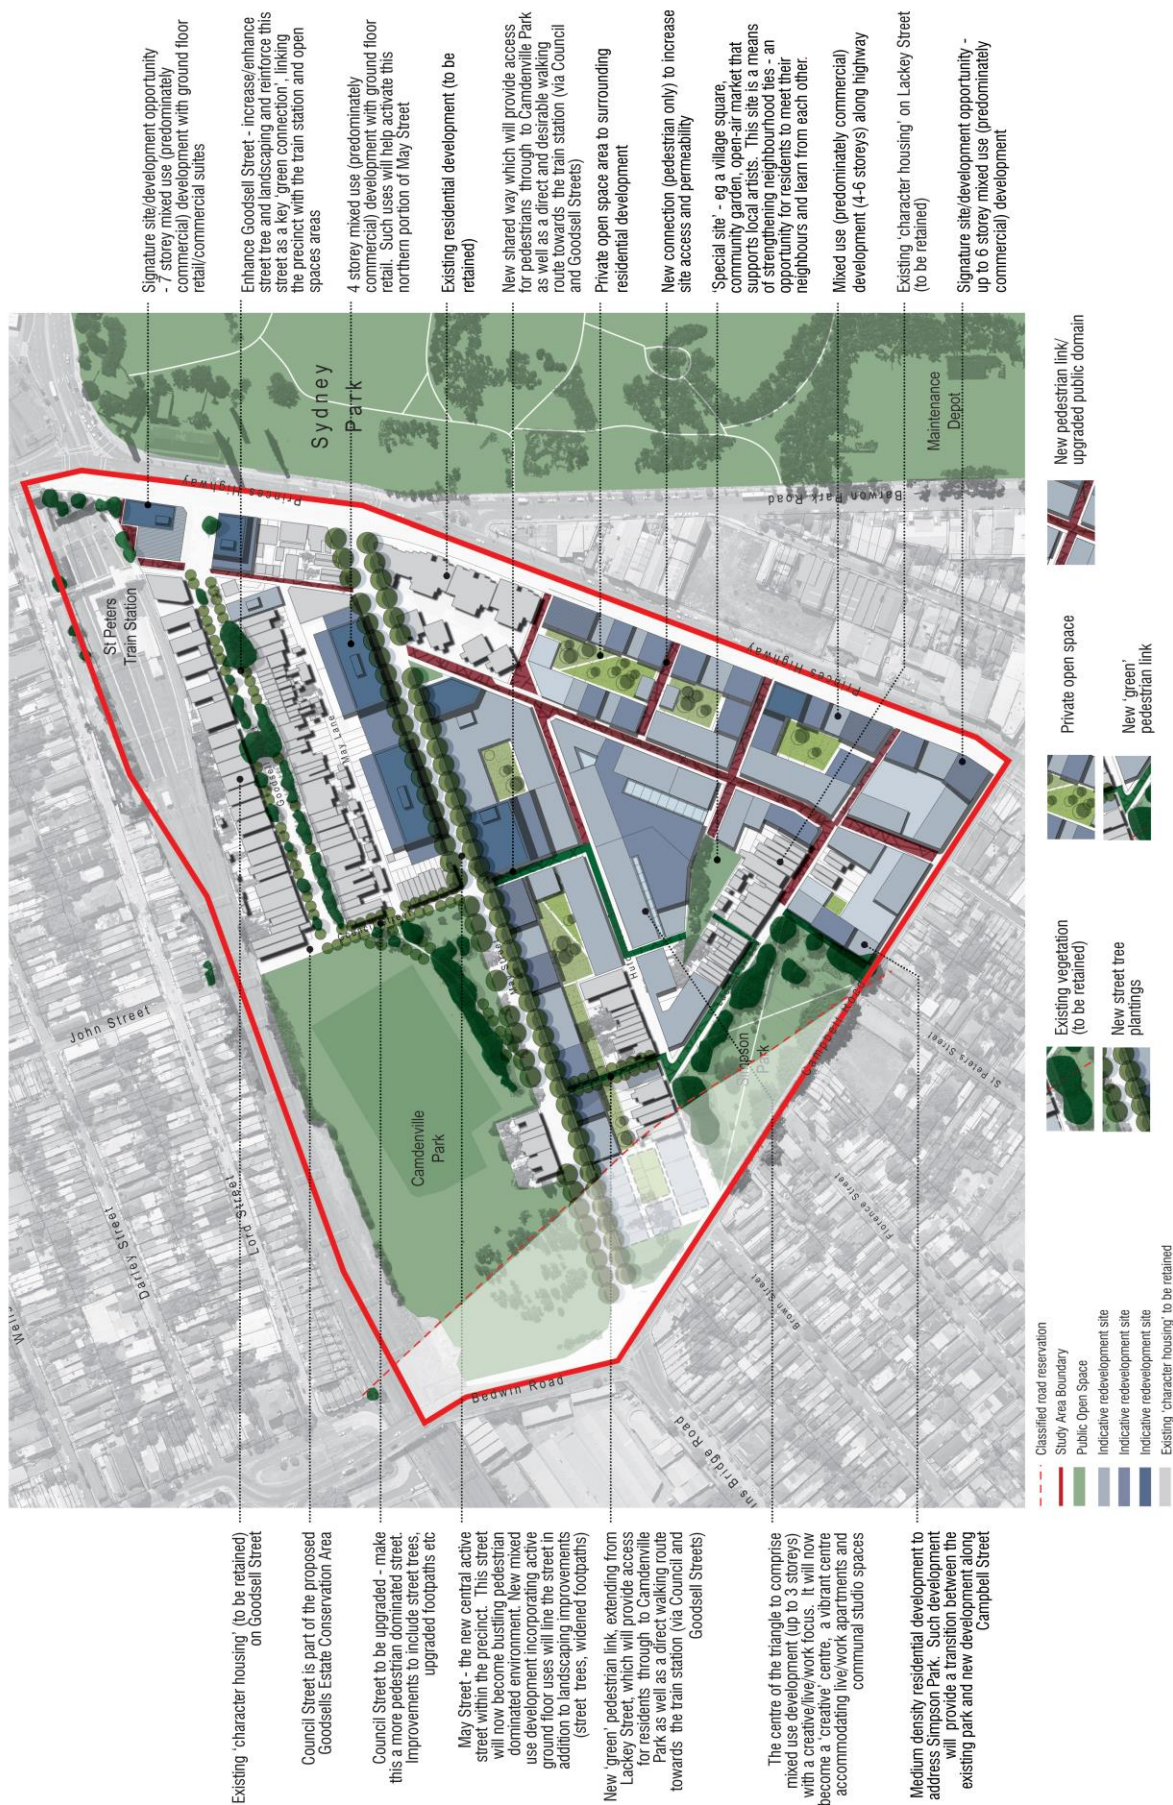 Signature site/development opportunity
- 7 storey mixed use (predominately
commercial) development with ground floor
retail/commercial suites
Enhance Goodsell Street - increase/enhance
street tree and landscaping and reinforce this
street as a key 'green connection', linking
the precinct with the train station and open
spaces areas
4 storey mixed use (predominately
commercial) development with ground floor
retail. Such uses will help activate this
northern portion of May Street
Existing residential development (to be
retained)
New shared way which will provide access
for pedestrians through to Camdenville Park
as well as a direct and desirable walking
route towards the train station (via Council
and Goodsell Streets)
Private open space area to surrounding
residential development
New connection (pedestrian only) to increase
site access and permeability
'Special site' - eg a village square,
community garden, open-air market that
supports local artists. This site is a means
of strengthening neighbourhood ties - an
opportunity for residents to meet their
neighbours and learn from each other.
Mixed use (predominately commercial)
development (4-6 storeys) along highway
Existing 'character housing' on Lackey Street
(to be retained)
Signature site/development opportunity -
up to 6 storey mixed use (predominately
commercial) development
Sydney
Park
Maintenance
Depot
Princes Highway
Barwon Park Road
Princes Highway
St Peters
Train Station
May Lane
Camdenville
Park
Simpson
Park
Campbell Road
St Peters Street
Florence Street
Brown Street
John Street
Lord Street
Darley Street
Bedwin Road
ins Bridge Road
Existing 'character housing' (to be retained)
on Goodsell Street
Council Street is part of the proposed
Goodsells Estate Conservation Area
Council Street to be upgraded - make
this a more pedestrian dominated street.
Improvements to include street trees,
upgraded footpaths etc
May Street - the new central active
street within the precinct. This street
will now become bustling pedestrian
dominated environment. New mixed
use development incorporating active
ground floor uses will line the street in
addition to landscaping improvements
(street trees, widened footpaths)
New 'green' pedestrian link, extending from
Lackey Street, which will provide access
for residents through to Camdenville
Park as well as a direct walking route
towards the train station (via Council and
Goodsell Streets)
The centre of the triangle to comprise
mixed use development (up to 3 storeys)
with a creative/live/work focus. It will now
become a 'creative' centre, a vibrant centre
accommodating live/work apartments and
communal studio spaces
Medium density residential development to
address Simpson Park. Such development
will provide a transition between the
existing park and new development along
Campbell Street
Classified road reservation
Study Area Boundary
Public Open Space
Indicative redevelopment site
Indicative redevelopment site
Indicative redevelopment site
Existing 'character housing' to be retained
Existing vegetation
(to be retained)
New street tree
plantings
Private open space
New 'green'
pedestrian link
New pedestrian link/
upgraded public domain